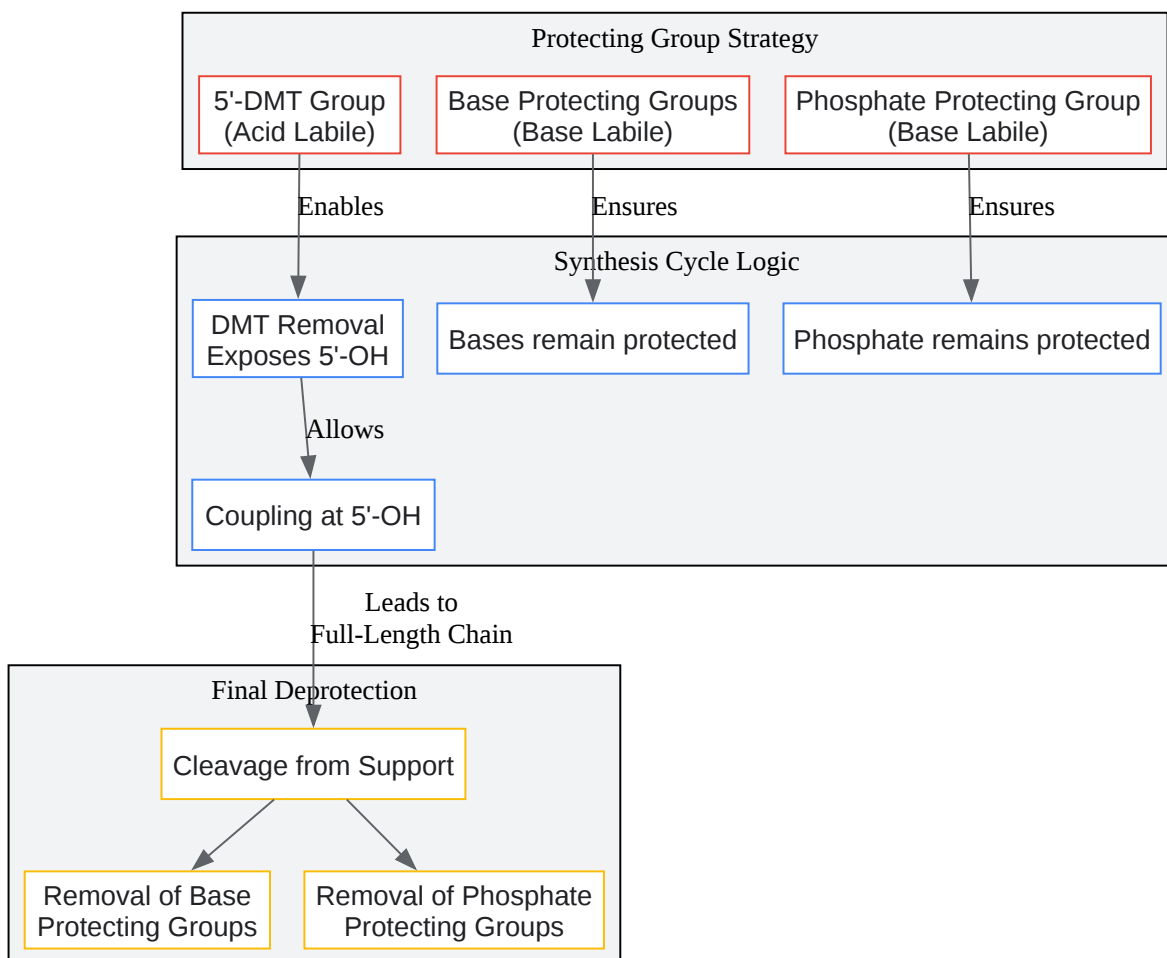 Protecting Group Strategy
5'-DMT Group
(Acid Labile)
Base Protecting Groups
(Base Labile)
Phosphate Protecting Group
(Base Labile)
Enables
Ensures
Ensures
Synthesis Cycle Logic
DMT Removal
Exposes 5'-OH
Bases remain protected
Phosphate remains protected
Allows
Coupling at 5'-OH
Leads to
Full-Length Chain
Final Deprotection
Cleavage from Support
Removal of Base
Protecting Groups
Removal of Phosphate
Protecting Groups